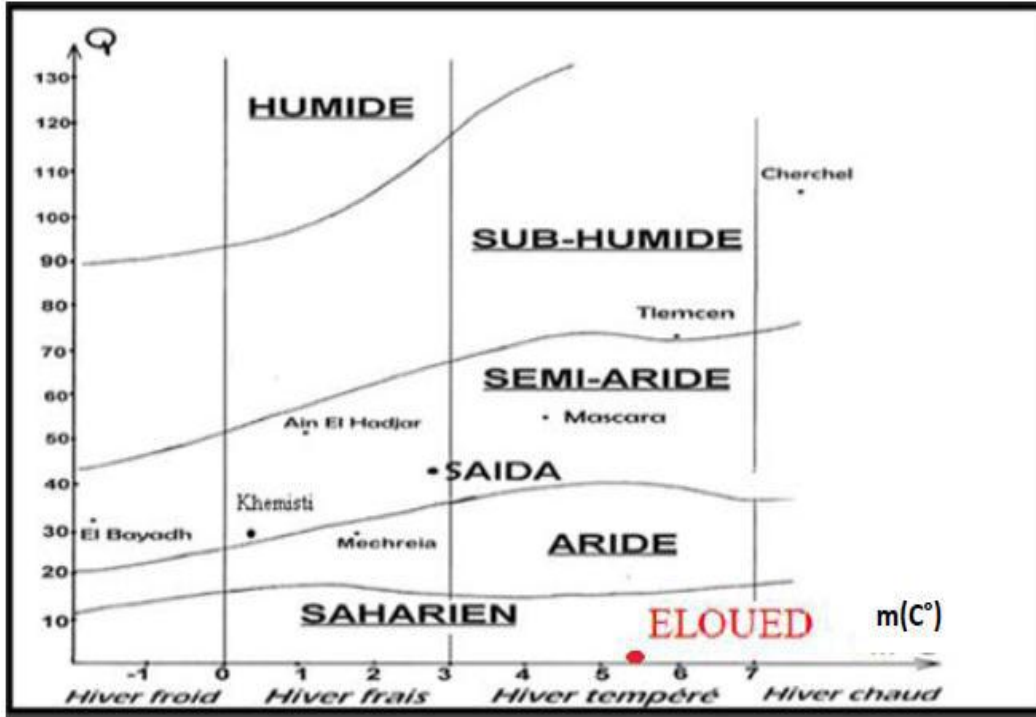 Q
130
HUMIDE
120
110
Cherchel
100
SUB-HUMIDE
90
80
Tlemcen
70
SEMI-ARIDE
60
Ain El Hadjar
Mascara
50
SAIDA
40
Khemisti
30
El Bayadh
Mechreia
ARIDE
20
SAHARIEN
ELOUED
m(C°)
10
-1 0 1 2 3 4 5 6 7
Hiver froid Hiver frais Hiver tempéré Hiver chaud